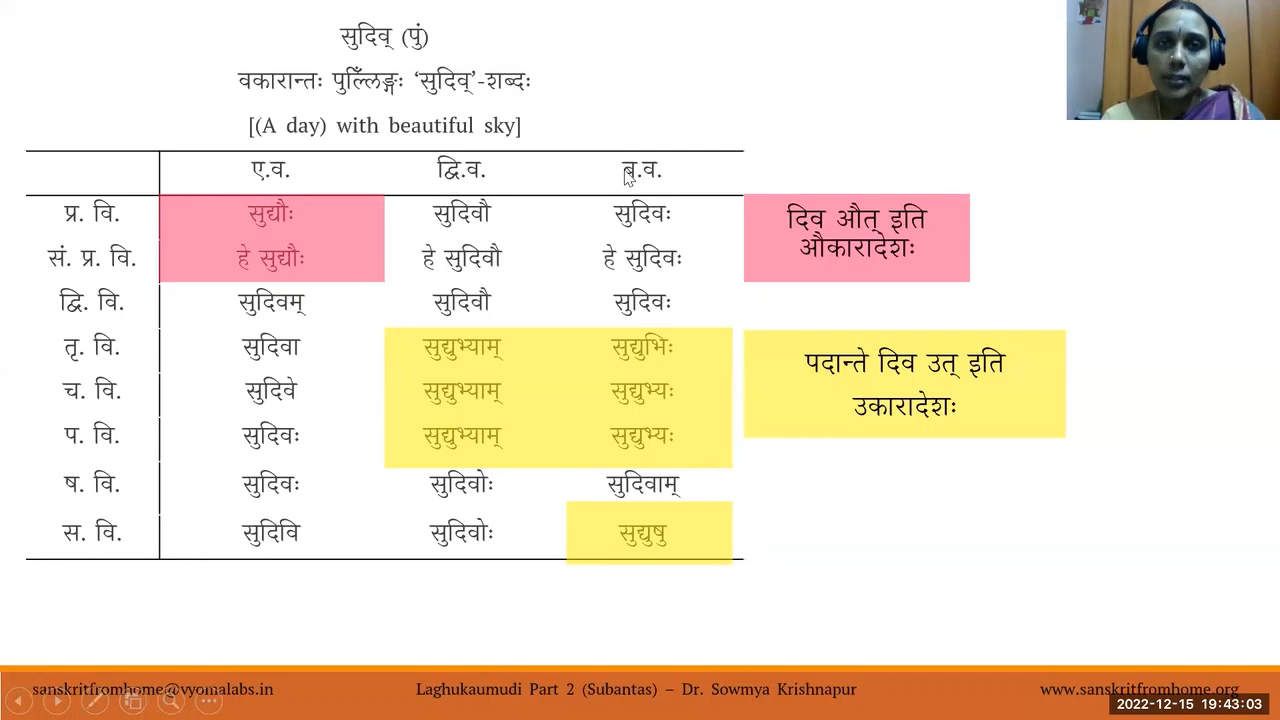 सुदिव् (पुं)
वकारान्तः पुल्ँलिङ्गः ‘सुदिव्’-शब्दः
[(A day) with beautiful sky]
ए.व. द्वि.व. ब.व.
प्र. वि. सुद्यौः सुदिवौ सुदिवः
सं. प्र. वि. हे सुद्यौः हे सुदिवौ हे सुदिवः
द्वि. वि. सुदिवम् सुदिवौ सुदिवः
तृ. वि. सुदिवा सुद्युभ्याम् सुद्युभिः
च. वि. सुदिवे सुद्युभ्याम् सुद्युभ्यः
प. वि. सुदिवः सुद्युभ्याम् सुद्युभ्यः
ष. वि. सुदिवः सुदिवोः सुदिवाम्
स. वि. सुदिवि सुदिवोः सुद्युषु
दिव औत् इति
औकारादेशः
पदान्ते दिव उत् इति
उकारादेशः
sanskritfromhome@vyomalabs.in Laghukaumudi Part 2 (Subantas) – Dr. Sowmya Krishnapur www.sanskritfromhome.org
2022-12-15 19:43:03